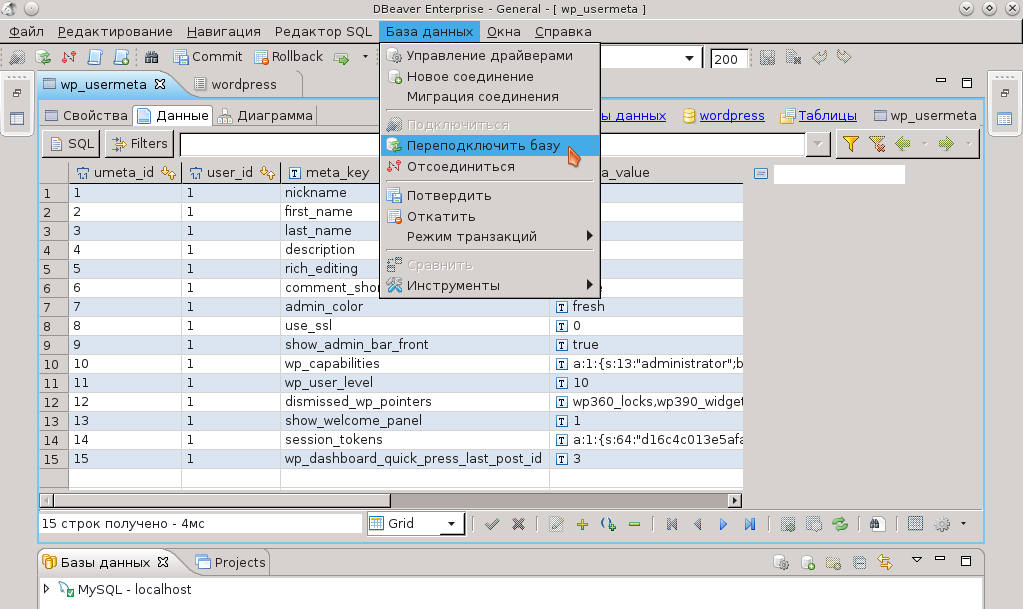 DBeaver Enterprise - General - [ wp_usermeta ]
Файл Редактирование Навигация Редактор SQL База данных Окна Справка
Commit Rollback 200
Управление драйверами
Новое соединение
Миграция соединения
Подключиться
Переподключить базу
Отсоединиться
Потвердить
Откатить
Режим транзакций
Сравнить
Инструменты
wp_usermeta wordpress
Свойства Данные Диаграмма данных wordpress Таблицы wp_usermeta
SQL Filters
umeta_id user_id meta_key a_value
1 1 1 nickname
2 2 1 first_name
3 3 1 last_name
4 4 1 description
5 5 1 rich_editing
6 6 1 comment_shor
7 7 1 admin_color fresh
8 8 1 use_ssl 0
9 9 1 show_admin_bar_front true
10 10 1 wp_capabilities a:1:{s:13:"administrator";b
11 11 1 wp_user_level 10
12 12 1 dismissed_wp_pointers wp360_locks,wp390_widget
13 13 1 show_welcome_panel 1
14 14 1 session_tokens a:1:{s:64:"d16c4c013e5afa
15 15 1 wp_dashboard_quick_press_last_post_id 3
15 строк получено - 4мс Grid
Базы данных Projects
MySQL - localhost